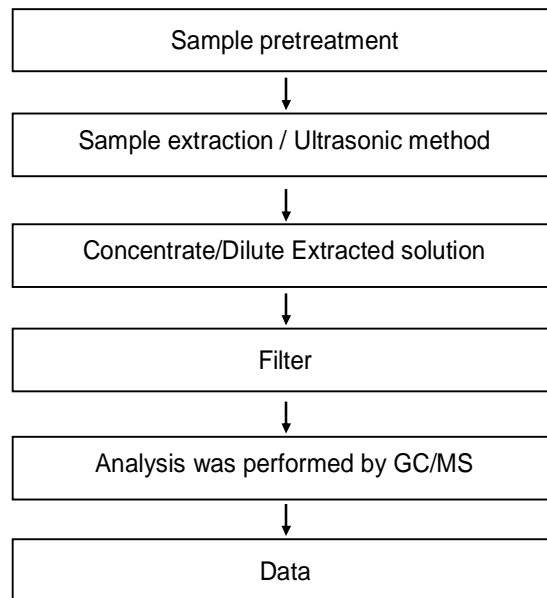 Sample pretreatment
Sample extraction / Ultrasonic method
Concentrate/Dilute Extracted solution
Filter
Analysis was performed by GC/MS
Data